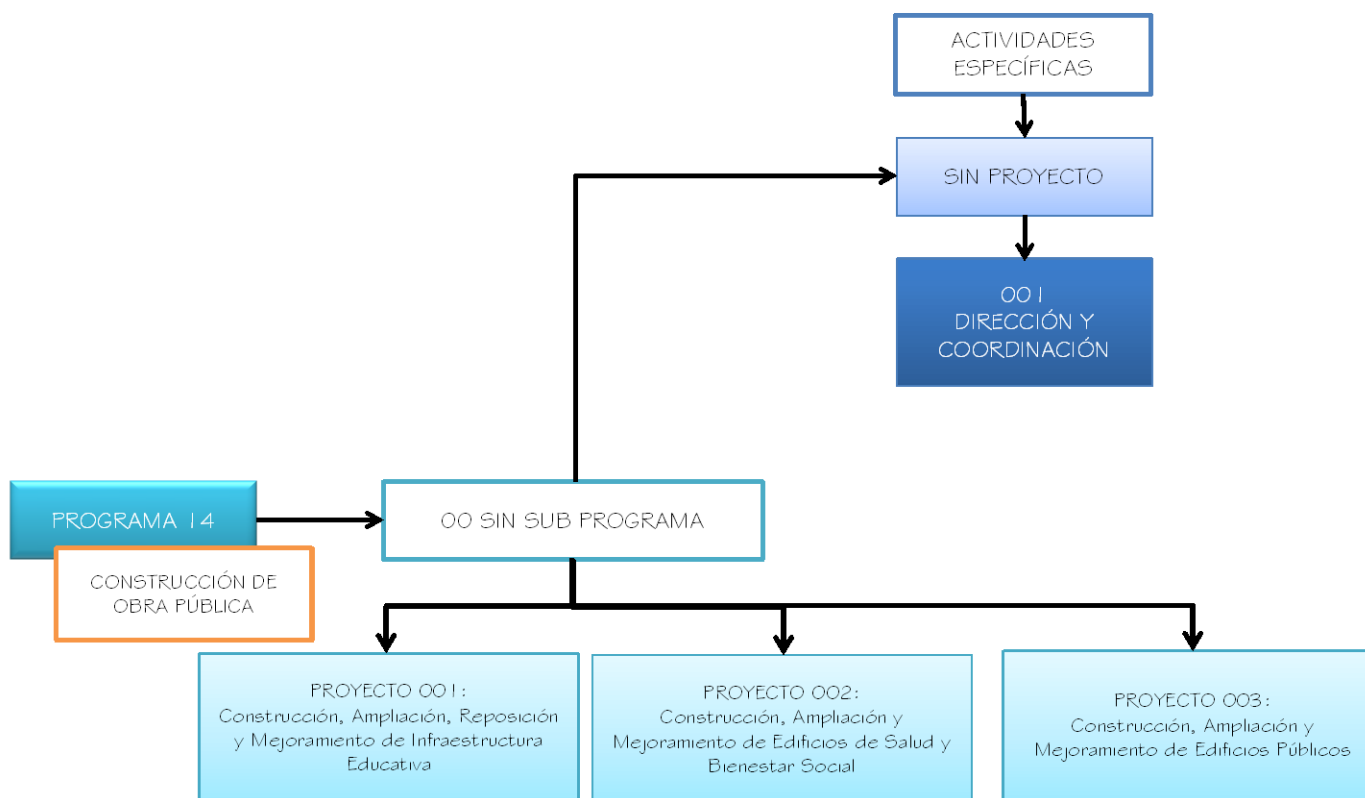 ACTIVIDADES
ESPECÍFICAS
SIN PROYECTO
001
DIRECCIÓN Y
COORDINACIÓN
PROGRAMA 14
00 SIN SUB PROGRAMA
CONSTRUCCIÓN DE
OBRA PÚBLICA
PROYECTO 001:
Construcción, Ampliación, Reposición
y Mejoramiento de Infraestructura
Educativa
PROYECTO 002:
Construcción, Ampliación y
Mejoramiento de Edificios de Salud y
Bienestar Social
PROYECTO 003:
Construcción, Ampliación y
Mejoramiento de Edificios Públicos